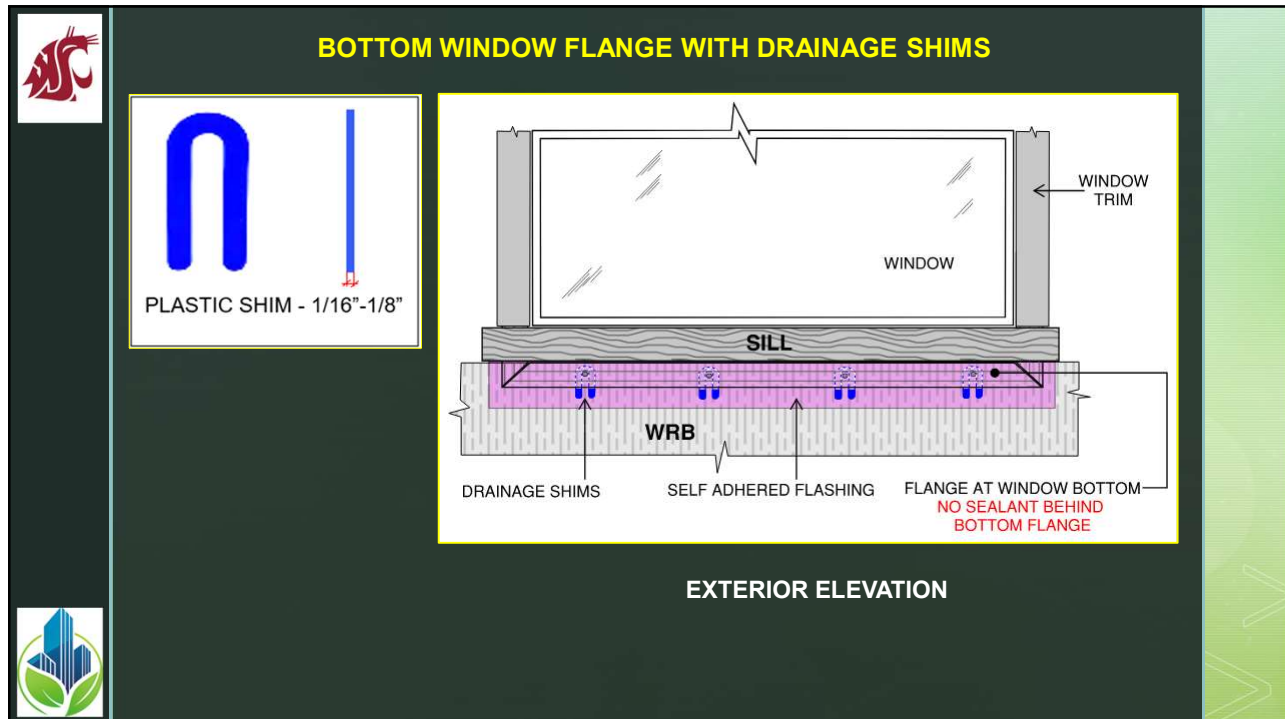 BOTTOM WINDOW FLANGE WITH DRAINAGE SHIMS
PLASTIC SHIM - 1/16”-1/8”
WINDOW
TRIM
WINDOW
SILL
WRB
DRAINAGE SHIMS
SELF ADHERED FLASHING
FLANGE AT WINDOW BOTTOM
NO SEALANT BEHIND
BOTTOM FLANGE
EXTERIOR ELEVATION